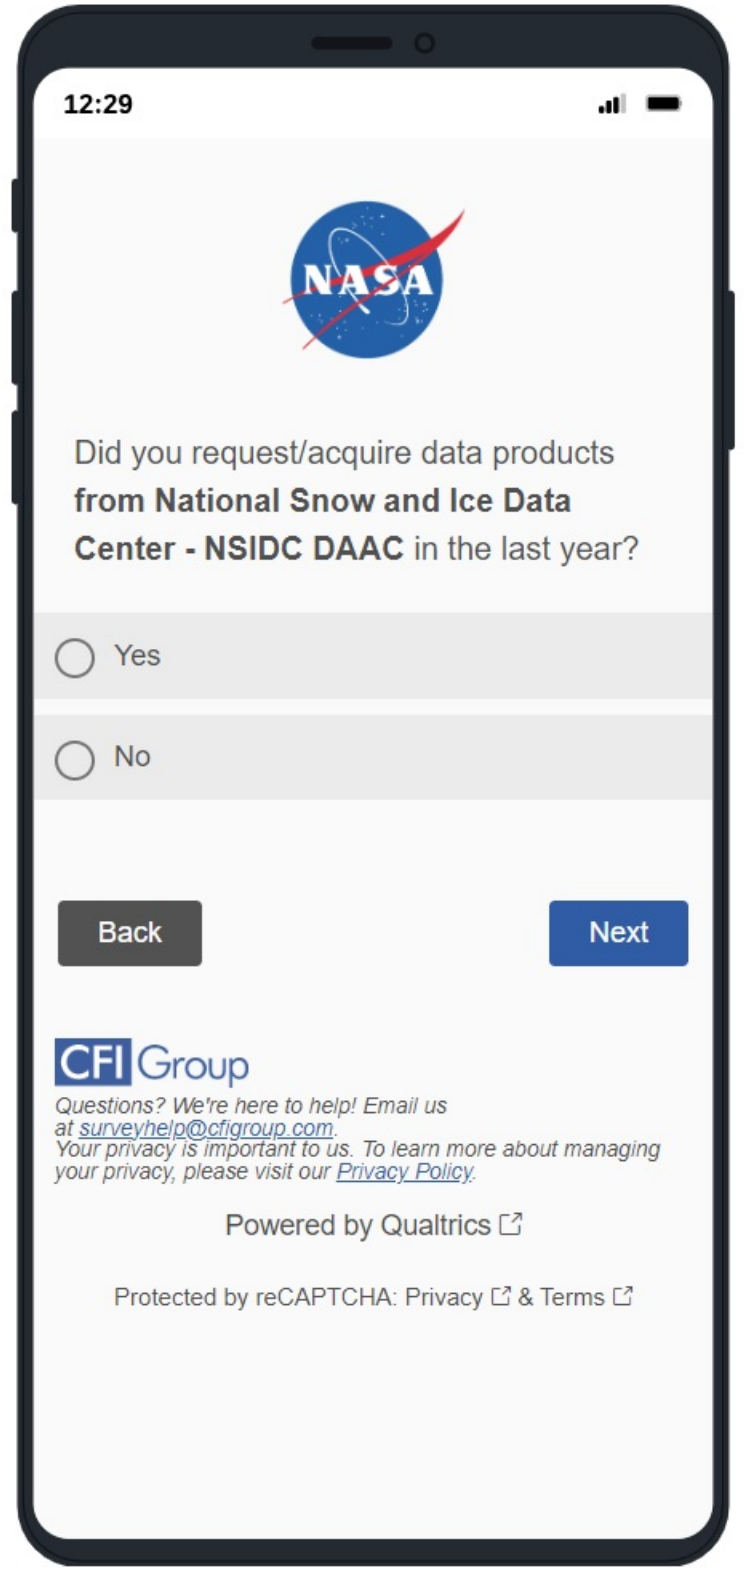 12:29
NASA
Did you request/acquire data products
from National Snow and Ice Data
Center - NSIDC DAAC in the last year?
Yes
No
Back
Next
CFI Group
Questions? We're here to help! Email us
at surveyhelp@cfigroup.com.
Your privacy is important to us. To learn more about managing
your privacy, please visit our Privacy Policy.
Powered by Qualtrics
Protected by reCAPTCHA: Privacy & Terms